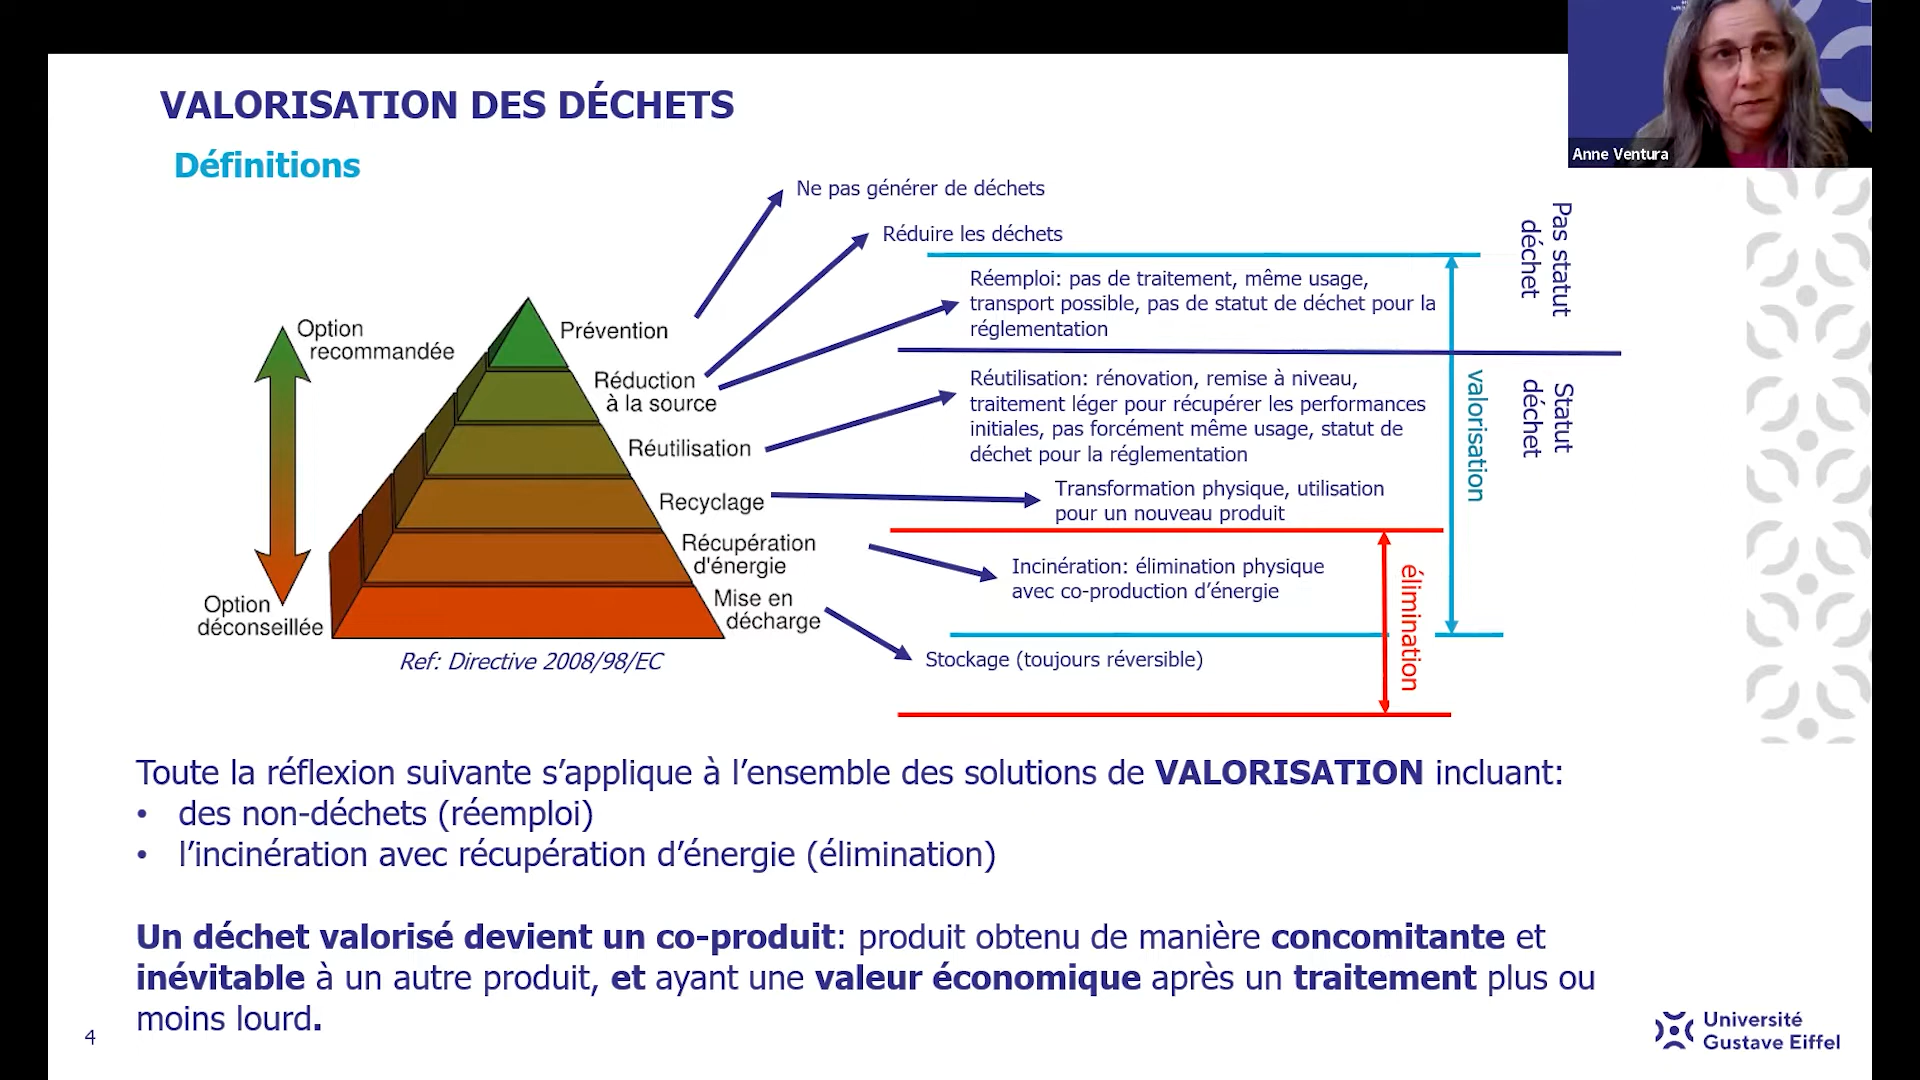 VALORISATION DES DÉCHETS
Anne Ventura
Définitions
Ne pas générer de déchets
Réduire les déchets
Réemploi: pas de traitement, même usage,
transport possible, pas de statut de déchet pour la
réglementation
Pas statut
déchet
Option
recommandée
Prévention
Réduction
à la source
Réutilisation
Recyclage
Récupération
d'énergie
Mise en
décharge
Option
déconseillée
Ref: Directive 2008/98/EC
Réutilisation: rénovation, remise à niveau,
traitement léger pour récupérer les performances
initiales, pas forcément même usage, statut de
déchet pour la réglementation
valorisation
Statut
déchet
Transformation physique, utilisation
pour un nouveau produit
Incinération: élimination physique
avec co-production d’énergie
élimination
Stockage (toujours réversible)
Toute la réflexion suivante s’applique à l’ensemble des solutions de VALORISATION incluant:
• des non-déchets (réemploi)
• l’incinération avec récupération d’énergie (élimination)
Un déchet valorisé devient un co-produit: produit obtenu de manière concomitante et
inévitable à un autre produit, et ayant une valeur économique après un traitement plus ou
moins lourd.
4
Université
Gustave Eiffel